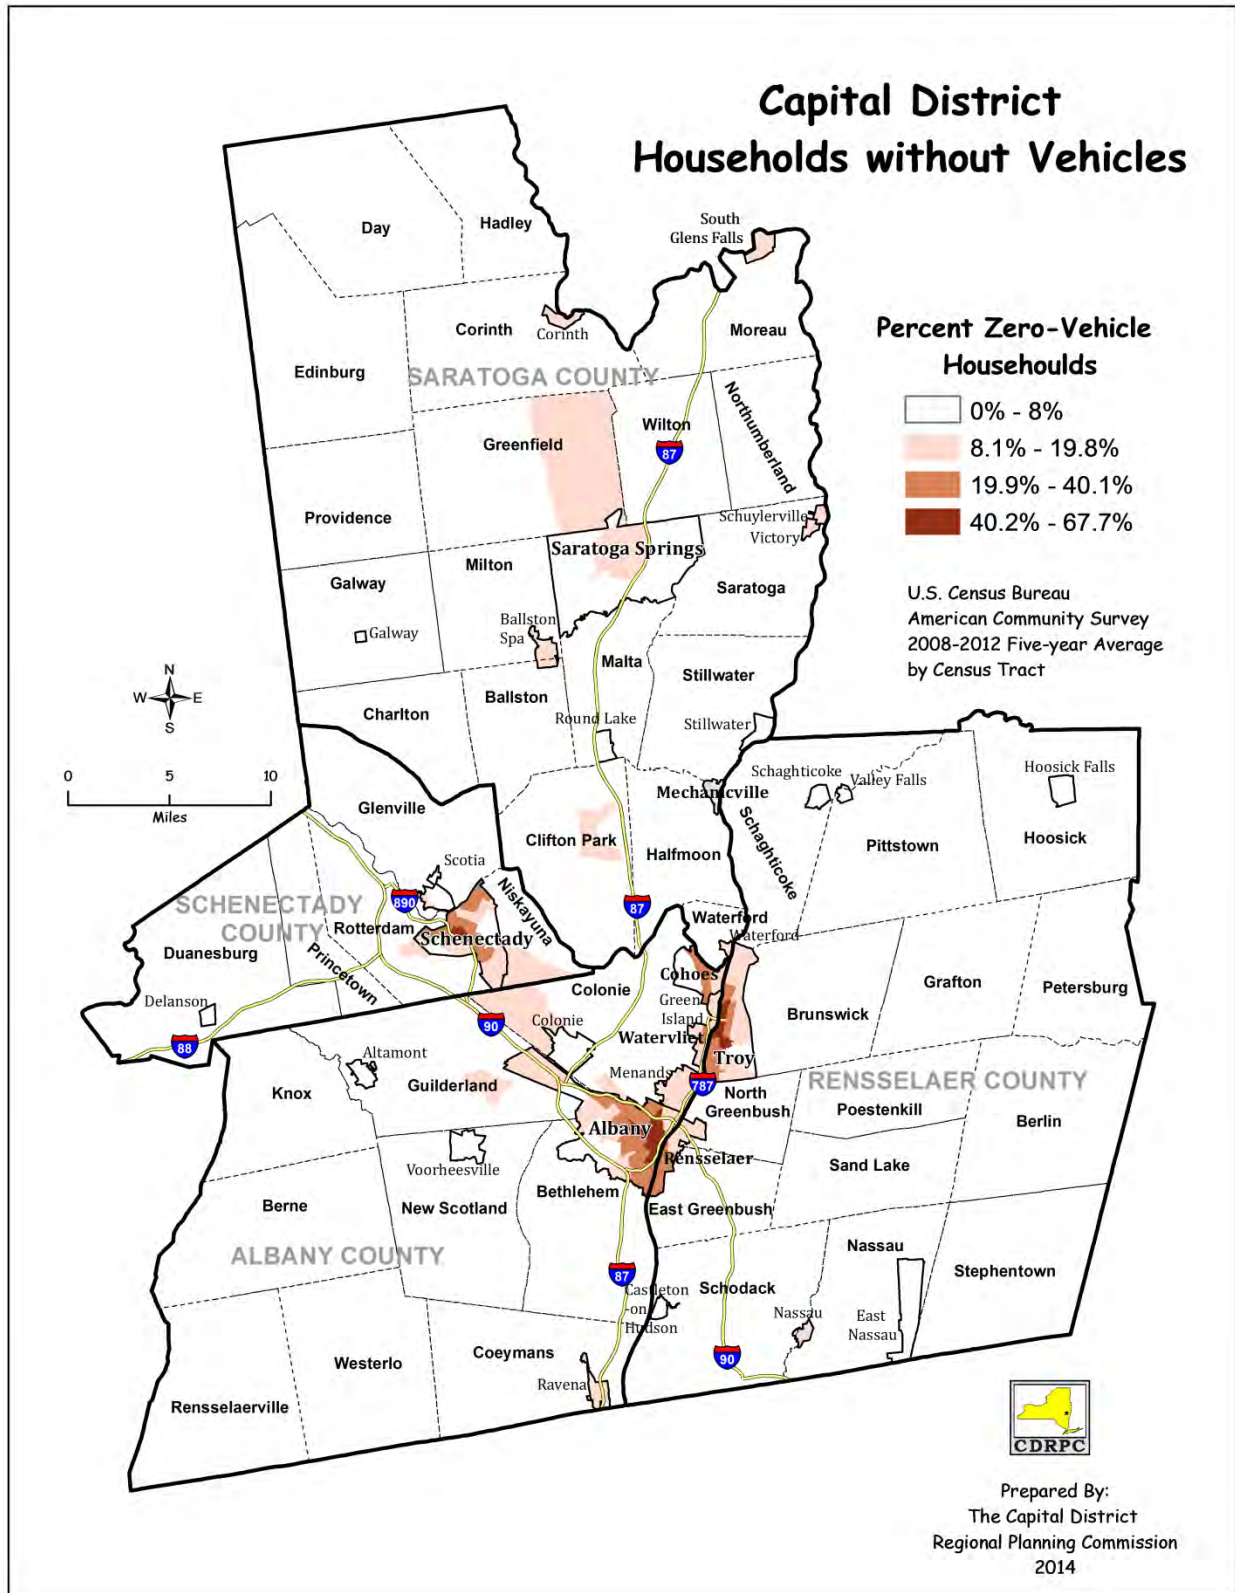 Capital District
Households without Vehicles
South
Glens Falls
Day
Hadley
Corinth
Corinth
Moreau
Edinburg
SARATOGA COUNTY
Northumberland
Wilton
Greenfield
87
Providence
Schuylerville
Victory
Saratoga Springs
Milton
Galway
Saratoga
Ballston
Spa
Galway
Malta
Stillwater
Ballston
Charlton
Round Lake
Stillwater
Percent Zero-Vehicle
Househoulds
0% - 8%
8.1% - 19.8%
19.9% - 40.1%
40.2% - 67.7%
U.S. Census Bureau
American Community Survey
2008-2012 Five-year Average
by Census Tract
N
W
E
S
0
5
10
Miles
Schaghticoke
Valley Falls
Hoosick Falls
Mechanicville
Glenville
Schaghticoke
Clifton Park
Pittstown
Hoosick
Halfmoon
Scotia
Niskayuna
890
SCHENECTADY
COUNTY
87
Rotterdam
Waterford
Waterford
Schenectady
Duanesburg
Princetown
Cohoes
Grafton
Petersburg
Colonie
Delanson
Green
Island
Brunswick
90
Colonie
Watervliet
88
Altamont
Troy
Menands
787
RENSSELAER COUNTY
Guilderland
Knox
North
Greenbush
Poestenkill
Berlin
Albany
Rensselaer
Sand Lake
Voorheesville
Bethlehem
Berne
New Scotland
East Greenbush
ALBANY COUNTY
Nassau
87
Stephentown
Schodack
Castleton
-on-
Hudson
Nassau
East
Nassau
Coeymans
90
Westerlo
Ravena
Rensselaerville
CDRPC
Prepared By:
The Capital District
Regional Planning Commission
2014